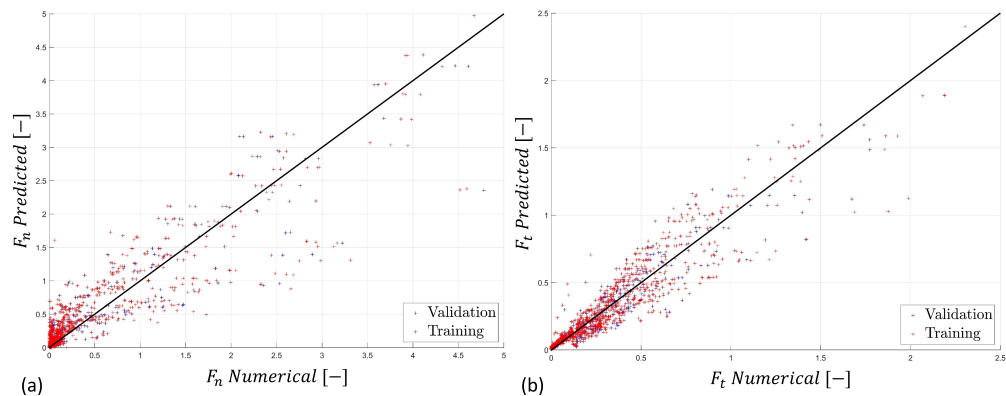 5
4.5
4
3.5
3
2.5
2
1.5
1
0.5
0
F_n Predicted [−]
0 0.5 1 1.5 2 2.5 3 3.5 4 4.5 5
F_n Numerical [−]
Validation
Training
(a)
2.5
2
1.5
1
0.5
0
F_t Predicted [−]
0 0.5 1 1.5 2 2.5
F_t Numerical [−]
Validation
Training
(b)